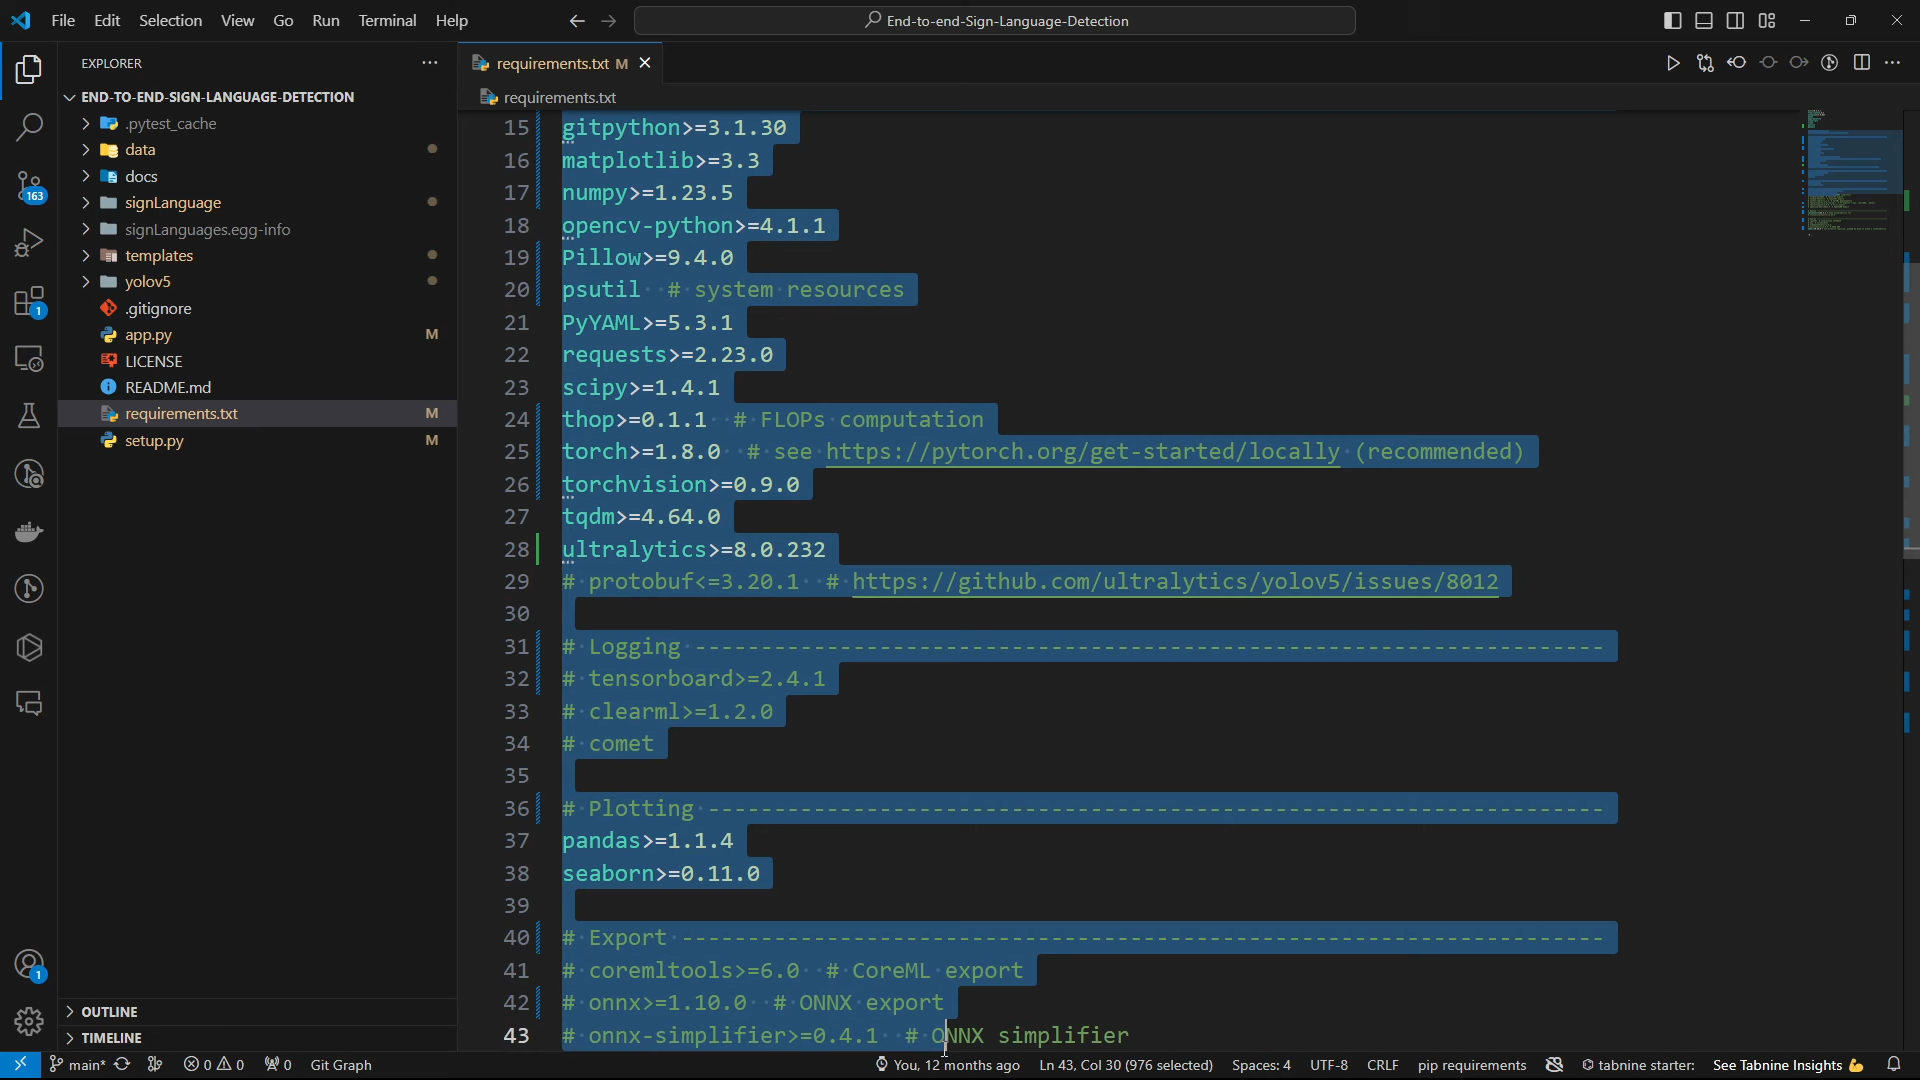 File Edit Selection View Go Run Terminal Help
End-to-end-Sign-Language-Detection
EXPLORER
END-TO-END-SIGN-LANGUAGE-DETECTION
.pytest_cache
data
docs
signLanguage
signLanguages.egg-info
templates
yolov5
.gitignore
app.py M
LICENSE
README.md
requirements.txt M
setup.py M
OUTLINE
TIMELINE
163
1
1
requirements.txt M
requirements.txt
15 gitpython>=3.1.30
16 matplotlib>=3.3
17 numpy>=1.23.5
18 opencv-python>=4.1.1
19 Pillow>=9.4.0
20 psutil  # system resources
21 PyYAML>=5.3.1
22 requests>=2.23.0
23 scipy>=1.4.1
24 thop>=0.1.1  # FLOPs computation
25 torch>=1.8.0  # see https://pytorch.org/get-started/locally (recommended)
26 torchvision>=0.9.0
27 tqdm>=4.64.0
28 ultralytics>=8.0.232
29 # protobuf<=3.20.1  # https://github.com/ultralytics/yolov5/issues/8012
30
31 # Logging ---------------------------------------------------------------------
32 # tensorboard>=2.4.1
33 # clearml>=1.2.0
34 # comet
35
36 # Plotting --------------------------------------------------------------------
37 pandas>=1.1.4
38 seaborn>=0.11.0
39
40 # Export ----------------------------------------------------------------------
41 # coremltools>=6.0  # CoreML export
42 # onnx>=1.10.0  # ONNX export
43 # onnx-simplifier>=0.4.1  # ONNX simplifier
main* 0 0 0 Git Graph You, 12 months ago Ln 43, Col 30 (976 selected) Spaces: 4 UTF-8 CRLF pip requirements tabnine starter: See Tabnine Insights